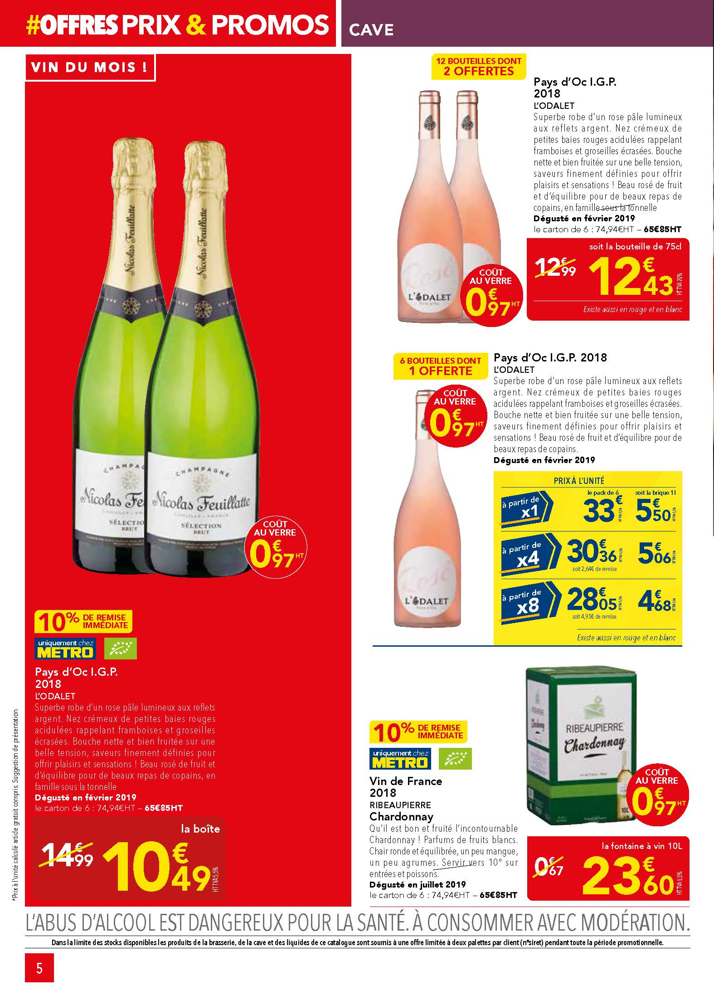 #OFFRES PRIX & PROMOS
CAVE
VIN DU MOIS !
CHAMPAGNE
Nicolas Feuillatte
SÉLECTION
BRUT
Nicolas Feuillatte
CHAMPAGNE
Nicolas Feuillatte
SÉLECTION
BRUT
COÛT
AU VERRE
0€97 HT
10% DE REMISE
IMMÉDIATE
uniquement chez
METRO
Pays d’Oc I.G.P.
2018
L’ODALET
Superbe robe d’un rose pâle lumineux aux reflets
argent. Nez crémeux de petites baies rouges
acidulées rappelant framboises et groseilles
écrasées. Bouche nette et bien fruitée sur une
belle tension, saveurs finement définies pour
offrir plaisirs et sensations ! Beau rosé de fruit et
d’équilibre pour de beaux repas de copains, en
famille sous la tonnelle
Dégusté en février 2019
le carton de 6 : 74,94€HT – 65€85HT
la boîte
14€99
10€49
HT TVA 5,5%
12 BOUTEILLES DONT
2 OFFERTES
Rosé
L'ODALET
COÛT
AU VERRE
0€97 HT
Pays d’Oc I.G.P.
2018
L’ODALET
Superbe robe d’un rose pâle lumineux
aux reflets argent. Nez crémeux de
petites baies rouges acidulées rappelant
framboises et groseilles écrasées. Bouche
nette et bien fruitée sur une belle tension,
saveurs finement définies pour offrir
plaisirs et sensations ! Beau rosé de fruit
et d’équilibre pour de beaux repas de
copains, en famille sous la tonnelle
Dégusté en février 2019
le carton de 6 : 74,94€HT – 65€85HT
soit la bouteille de 75cl
12€99
12€43
HT TVA 20%
Existe aussi en rouge et en blanc
6 BOUTEILLES DONT
1 OFFERTE
COÛT
AU VERRE
0€97 HT
Rosé
L'ODALET
Pays d’Oc I.G.P. 2018
L’ODALET
Superbe robe d’un rose pâle lumineux aux reflets
argent. Nez crémeux de petites baies rouges
acidulées rappelant framboises et groseilles écrasées.
Bouche nette et bien fruitée sur une belle tension,
saveurs finement définies pour offrir plaisirs et
sensations ! Beau rosé de fruit et d’équilibre pour de
beaux repas de copains.
Dégusté en février 2019
PRIX À L’UNITÉ
le pack de 6 soit la brique 1l
à partir de
x1
33€ HT TVA 5,5% 5€50 HT TVA 5,5%
à partir de
x4
30€36 HT TVA 5,5% 5€06 HT TVA 5,5%
soit 2,64€ de remise
à partir de
x8
28€05 HT TVA 5,5% 4€68 HT TVA 5,5%
soit 4,95€ de remise
Existe aussi en rouge et en blanc
RIBEAUPIERRE
Chardonnay
COÛT
AU VERRE
0€97 HT
10% DE REMISE
IMMÉDIATE
uniquement chez
METRO
Vin de France
2018
RIBEAUPIERRE
Chardonnay
Qu’il est bon et fruité l’incontournable
Chardonnay ! Parfums de fruits blancs.
Chair ronde et équilibrée, un peu mangue,
un peu agrumes. Servir vers 10° sur
entrées et poissons.
Dégusté en juillet 2019
le carton de 6 : 74,94€HT – 65€85HT
la fontaine à vin 10L
0€67
23€60
HT TVA 5,5%
*Prix à l’unité calculé article gratuit compris. Suggestion de présentation.
L’ABUS D’ALCOOL EST DANGEREUX POUR LA SANTÉ. À CONSOMMER AVEC MODÉRATION.
Dans la limite des stocks disponibles les produits de la brasserie, de la cave et des liquides de ce catalogue sont soumis à une offre limitée à deux palettes par client (n°siret) pendant toute la période promotionnelle.
5